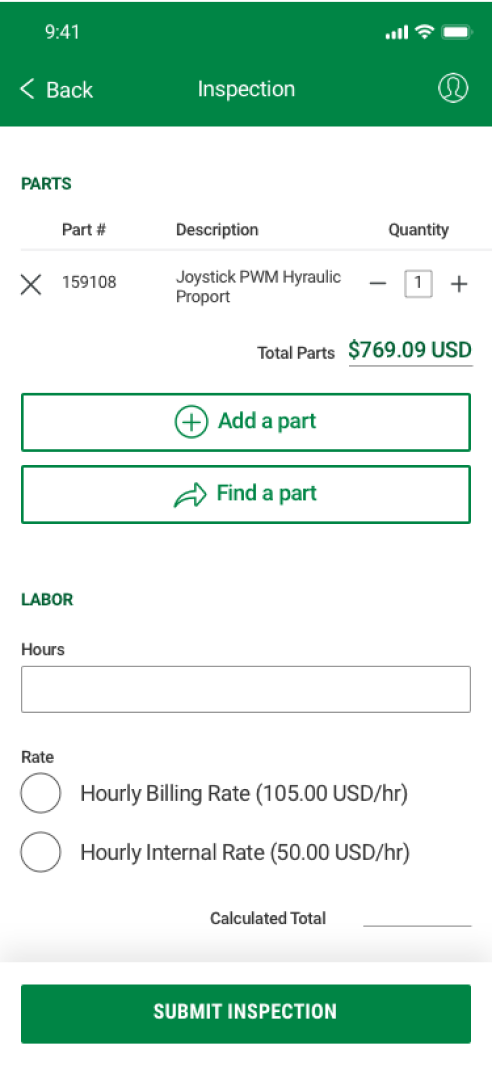 9:41
Back
Inspection
PARTS
Part # Description Quantity
159108 Joystick PWM Hyraulic 1
Proport
Total Parts $769.09 USD
Add a part
Find a part
LABOR
Hours
Rate
Hourly Billing Rate (105.00 USD/hr)
Hourly Internal Rate (50.00 USD/hr)
Calculated Total
SUBMIT INSPECTION